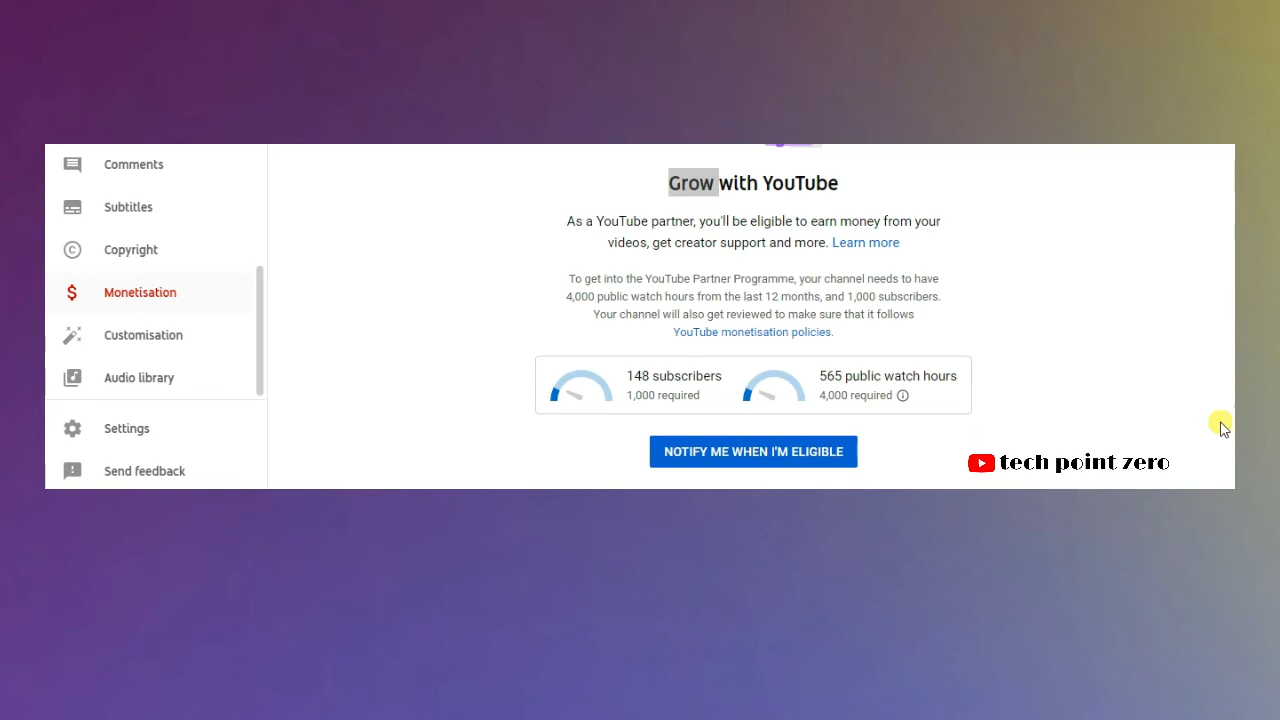 Comments
Subtitles
Copyright
Monetisation
Customisation
Audio library
Settings
Send feedback
Grow with YouTube
As a YouTube partner, you'll be eligible to earn money from your
videos, get creator support and more. Learn more
To get into the YouTube Partner Programme, your channel needs to have
4,000 public watch hours from the last 12 months, and 1,000 subscribers.
Your channel will also get reviewed to make sure that it follows
YouTube monetisation policies.
148 subscribers
1,000 required
565 public watch hours
4,000 required
NOTIFY ME WHEN I'M ELIGIBLE
tech point zero